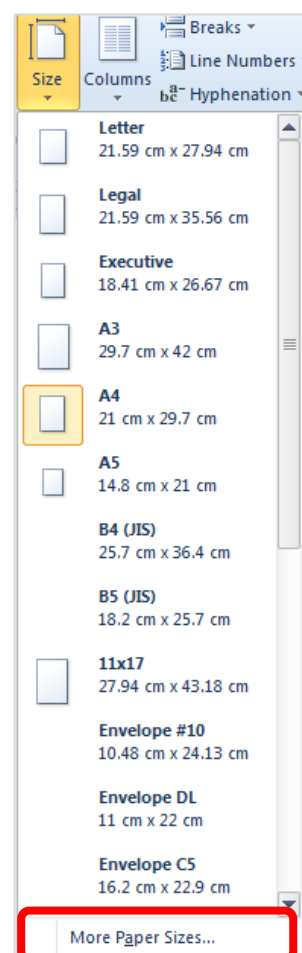 Breaks
Line Numbers
Size
Columns
Hyphenation
Letter
21.59 cm x 27.94 cm
Legal
21.59 cm x 35.56 cm
Executive
18.41 cm x 26.67 cm
A3
29.7 cm x 42 cm
A4
21 cm x 29.7 cm
A5
14.8 cm x 21 cm
B4 (JIS)
25.7 cm x 36.4 cm
B5 (JIS)
18.2 cm x 25.7 cm
11x17
27.94 cm x 43.18 cm
Envelope #10
10.48 cm x 24.13 cm
Envelope DL
11 cm x 22 cm
Envelope C5
16.2 cm x 22.9 cm
More Paper Sizes...